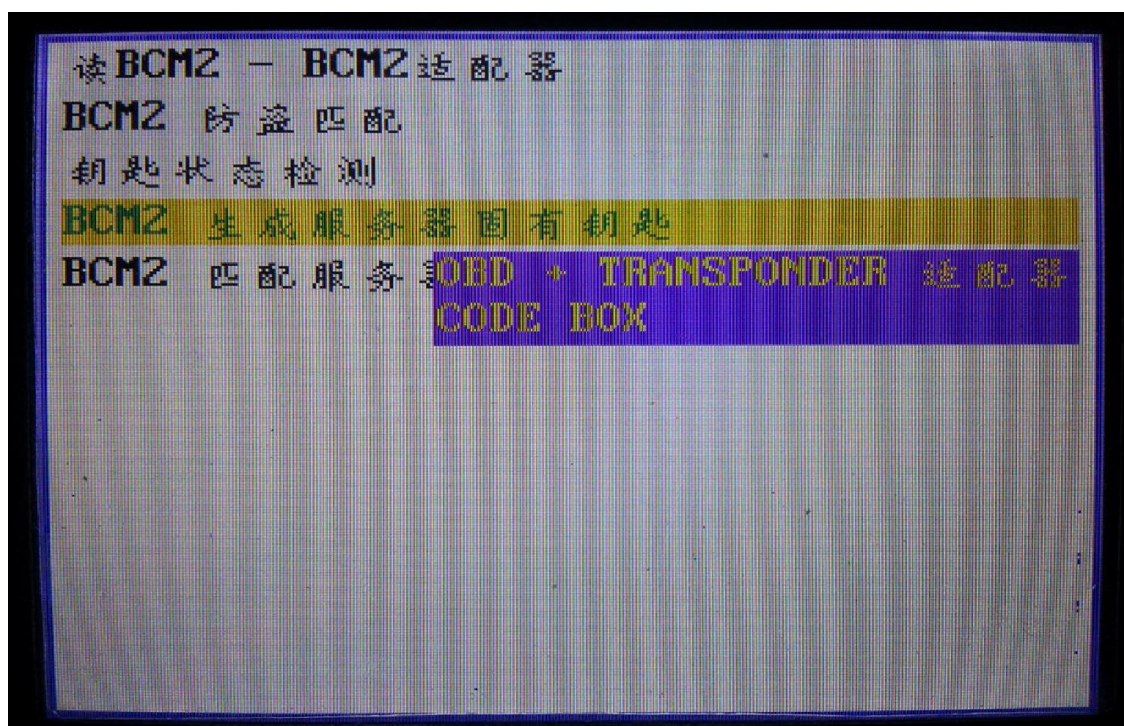 读BCM2 - BCM2适配器
BCM2 防盗匹配
钥匙状态检测
BCM2 生成服务器固有钥匙
BCM2 匹配服务
OBD + TRANSPONDER 适配器
CODE BOX